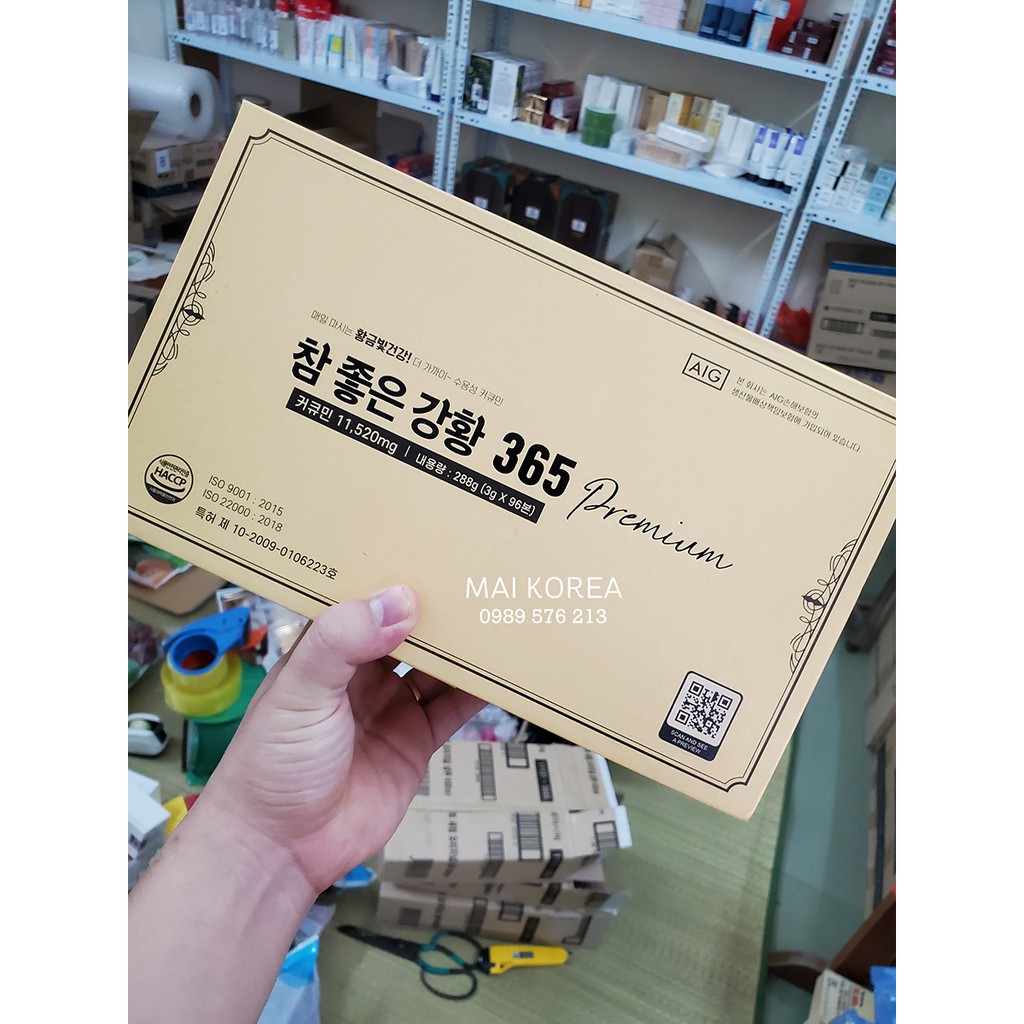 매일 마시는 황금빛건강! 더 가까이~ 수용성 커큐민
참 좋은 강황 365 Premium
커큐민 11,520mg | 내용량 : 288g (3g X 96본)
AIG
본 회사는 AIG손해보험의
생산물배상책임보험에 가입되어 있습니다.
HACCP
ISO 9001 : 2015
ISO 22000 : 2018
특허 제 10-2009-0106223호
MAI KOREA
0989 576 213
SCAN AND SEE
A PREVIEW